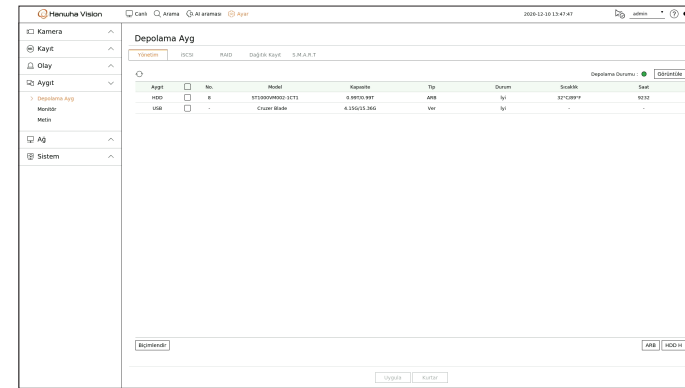 Hanwha Vision
Canlı Arama AI araması Ayar 2020-12-10 13:47:47 admin
Kamera
Kayıt
Olay
Aygıt
Depolama Ayg
Monitör
Metin
Ağ
Sistem
Depolama Ayg
Yönetim iSCSI RAID Dağıtık Kayıt S.M.A.R.T
Depolama Durumu : Görüntüle
Aygıt No. Model Kapasite Tip Durum Sıcaklık Saat
HDD 8 ST1000VM002-1CT1 0.99T/0.99T ARB İyi 32°C/89°F 9232
USB - Cruzer Blade 4.15G/15.36G Ver İyi - -
Biçimlendir ARB HDD H
Uygula Kurtar